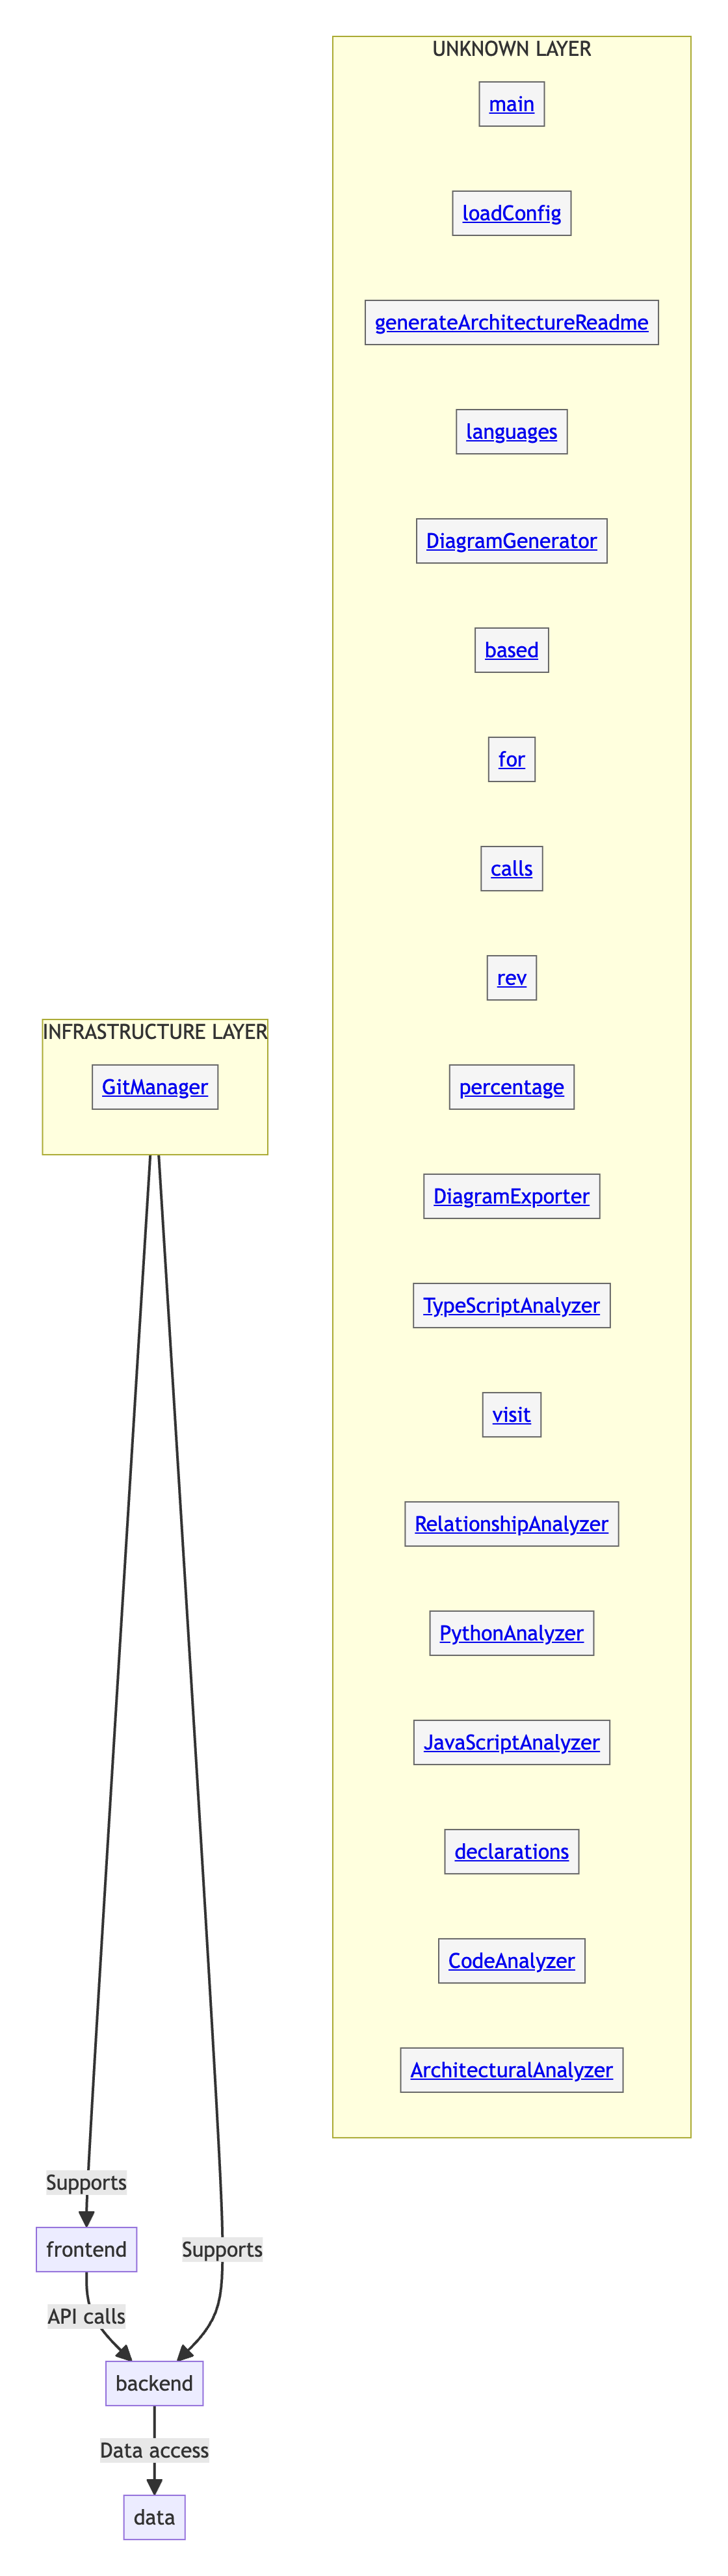 UNKNOWN LAYER
main
loadConfig
generateArchitectureReadme
languages
DiagramGenerator
based
for
calls
rev
percentage
DiagramExporter
TypeScriptAnalyzer
visit
RelationshipAnalyzer
PythonAnalyzer
JavaScriptAnalyzer
declarations
CodeAnalyzer
ArchitecturalAnalyzer
INFRASTRUCTURE LAYER
GitManager
Supports
frontend
Supports
API calls
backend
Data access
data